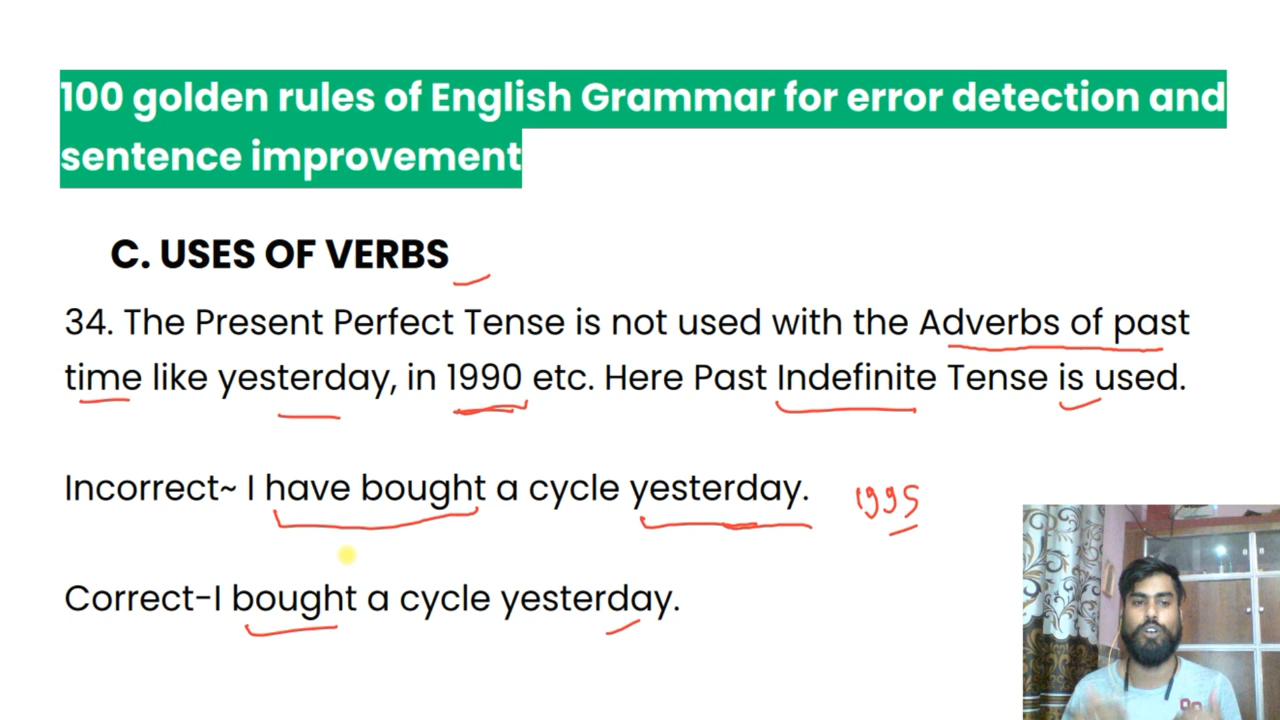 100 golden rules of English Grammar for error detection and
sentence improvement
C. USES OF VERBS
34. The Present Perfect Tense is not used with the Adverbs of past
time like yesterday, in 1990 etc. Here Past Indefinite Tense is used.
Incorrect~ I have bought a cycle yesterday.
1995
Correct-I bought a cycle yesterday.